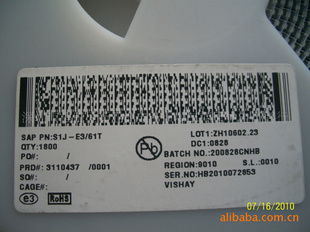 SAP PN:S1J-E3/61T
QTY:1800
PO#: /
PRD#: 3110437 /0001
SO#: /
CAGE#:
e3 RoHS
Pb
LOT1:ZH10602.23
DC1:0828
BATCH NO.:200828CNHB
REGION:9010 S.L.:0010
SER.NO:HB2010072853
VISHAY
07/16/2010
alibaba.com.cn